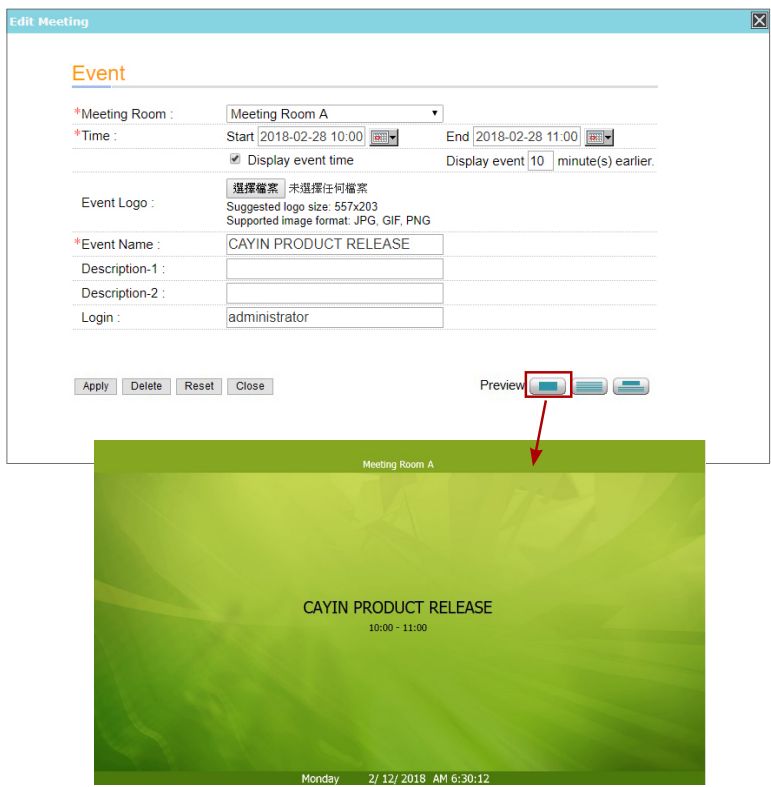 Edit Meeting
Event
*Meeting Room : Meeting Room A
*Time : Start 2018-02-28 10:00 End 2018-02-28 11:00
Display event time Display event 10 minute(s) earlier.
Event Logo : 選擇檔案 未選擇任何檔案
Suggested logo size: 557x203
Supported image format: JPG, GIF, PNG
*Event Name : CAYIN PRODUCT RELEASE
Description-1 :
Description-2 :
Login : administrator
Apply Delete Reset Close Preview
Meeting Room A
CAYIN PRODUCT RELEASE
10:00 - 11:00
Monday 2/ 12/ 2018 AM 6:30:12